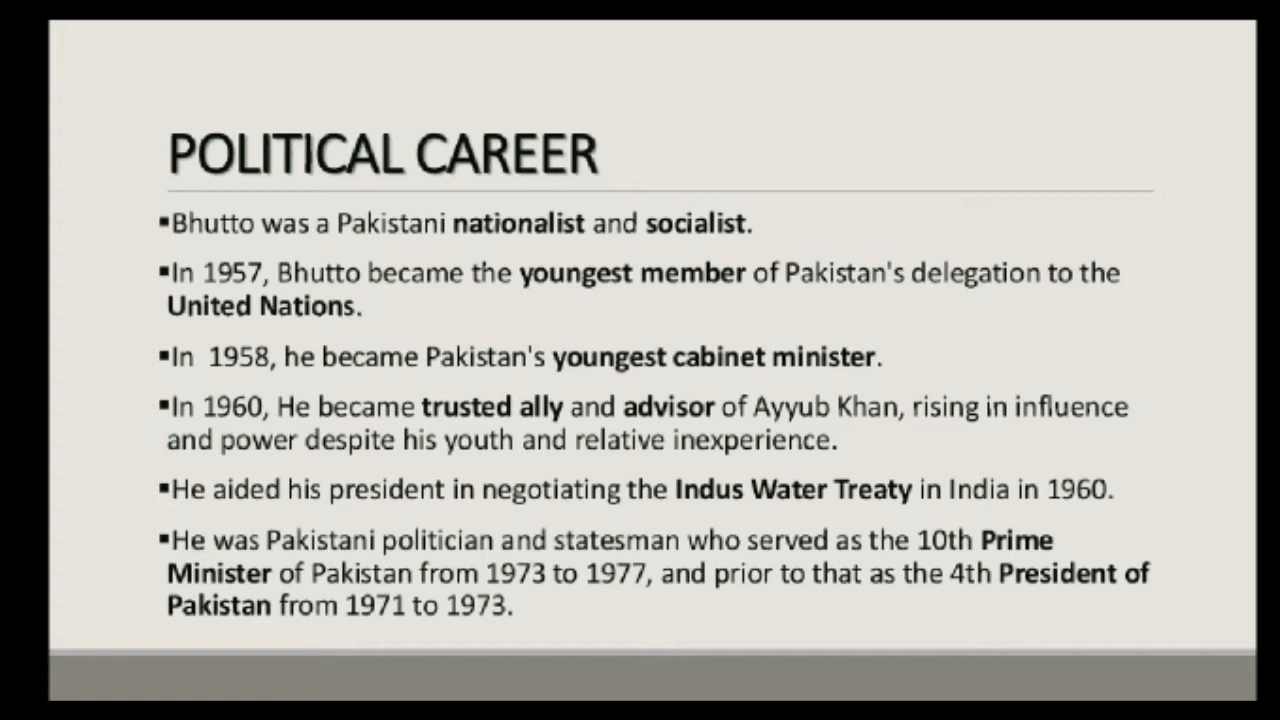 POLITICAL CAREER
▪Bhutto was a Pakistani nationalist and socialist.
▪In 1957, Bhutto became the youngest member of Pakistan's delegation to the
United Nations.
▪In  1958, he became Pakistan's youngest cabinet minister.
▪In 1960, He became trusted ally and advisor of Ayyub Khan, rising in influence
and power despite his youth and relative inexperience.
▪He aided his president in negotiating the Indus Water Treaty in India in 1960.
▪He was Pakistani politician and statesman who served as the 10th Prime
Minister of Pakistan from 1973 to 1977, and prior to that as the 4th President of
Pakistan from 1971 to 1973.